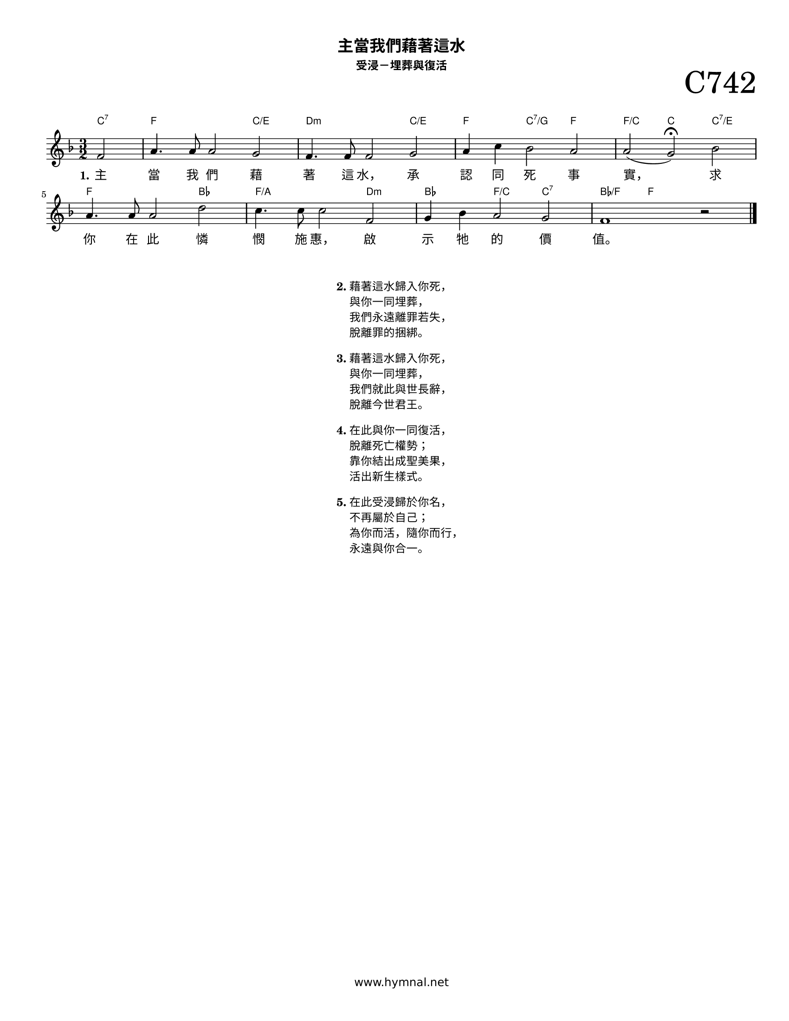 主當我們藉著這水
受浸－埋葬與復活
C742
C7 F C/E Dm C/E F C7/G F F/C C C7/E
3
2
1. 主 當 我 們 藉 著 這 水， 承 認 同 死 事 實， 求
5
F B♭ F/A Dm B♭ F/C C7 B♭/F F
你 在 此 憐 憫 施 惠， 啟 示 牠 的 價 值。
2. 藉著這水歸入你死，
與你一同埋葬，
我們永遠離罪若失，
脫離罪的捆綁。
3. 藉著這水歸入你死，
與你一同埋葬，
我們就此與世長辭，
脫離今世君王。
4. 在此與你一同復活，
脫離死亡權勢；
靠你結出成聖美果，
活出新生樣式。
5. 在此受浸歸於你名，
不再屬於自己；
為你而活，隨你而行，
永遠與你合一。
www.hymnal.net